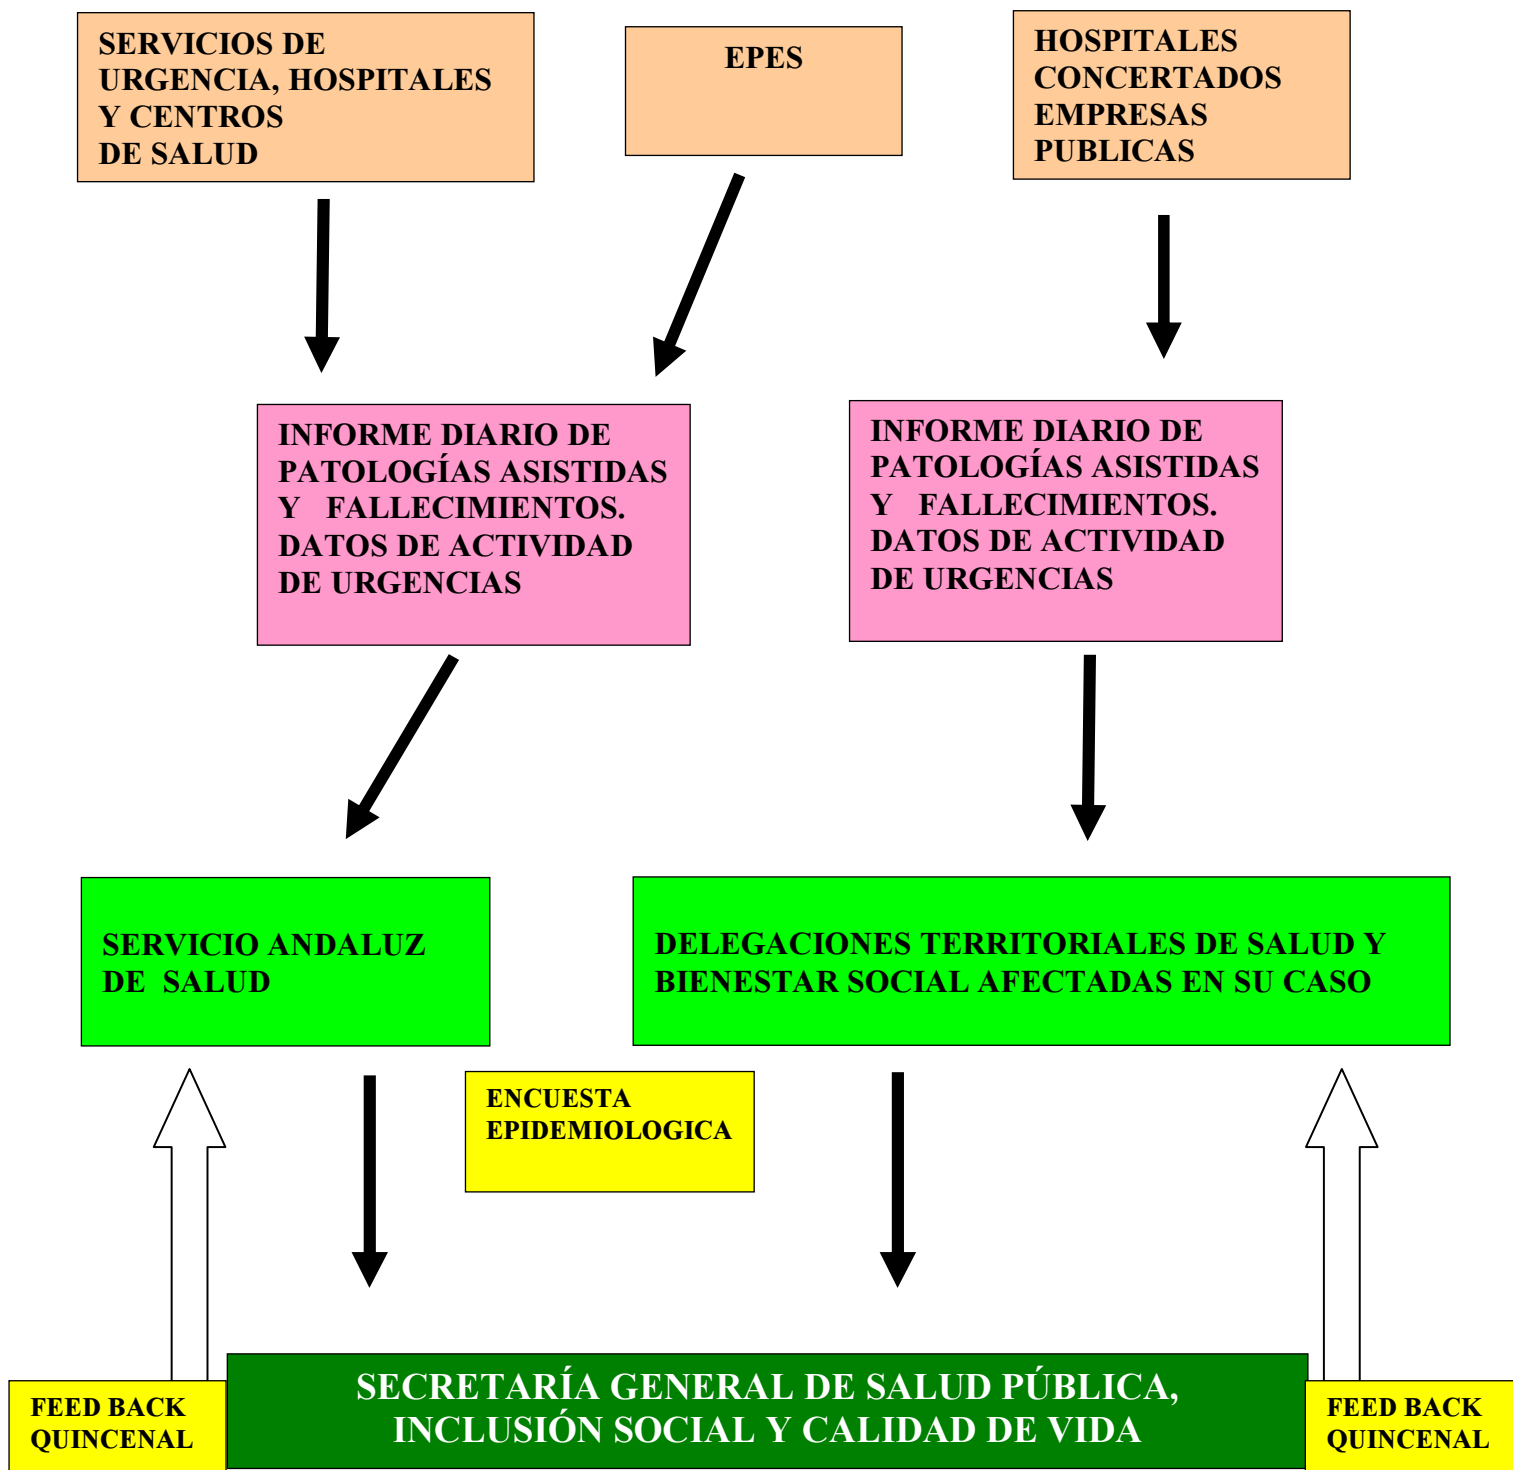 SERVICIOS DE
URGENCIA, HOSPITALES
Y CENTROS
DE SALUD
EPES
HOSPITALES
CONCERTADOS
EMPRESAS
PUBLICAS
INFORME DIARIO DE
PATOLOGÍAS ASISTIDAS
Y FALLECIMIENTOS.
DATOS DE ACTIVIDAD
DE URGENCIAS
INFORME DIARIO DE
PATOLOGÍAS ASISTIDAS
Y FALLECIMIENTOS.
DATOS DE ACTIVIDAD
DE URGENCIAS
SERVICIO ANDALUZ
DE SALUD
DELEGACIONES TERRITORIALES DE SALUD Y
BIENESTAR SOCIAL AFECTADAS EN SU CASO
ENCUESTA
EPIDEMIOLOGICA
FEED BACK
QUINCENAL
SECRETARÍA GENERAL DE SALUD PÚBLICA,
INCLUSIÓN SOCIAL Y CALIDAD DE VIDA
FEED BACK
QUINCENAL